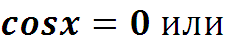 cosx = 0 или